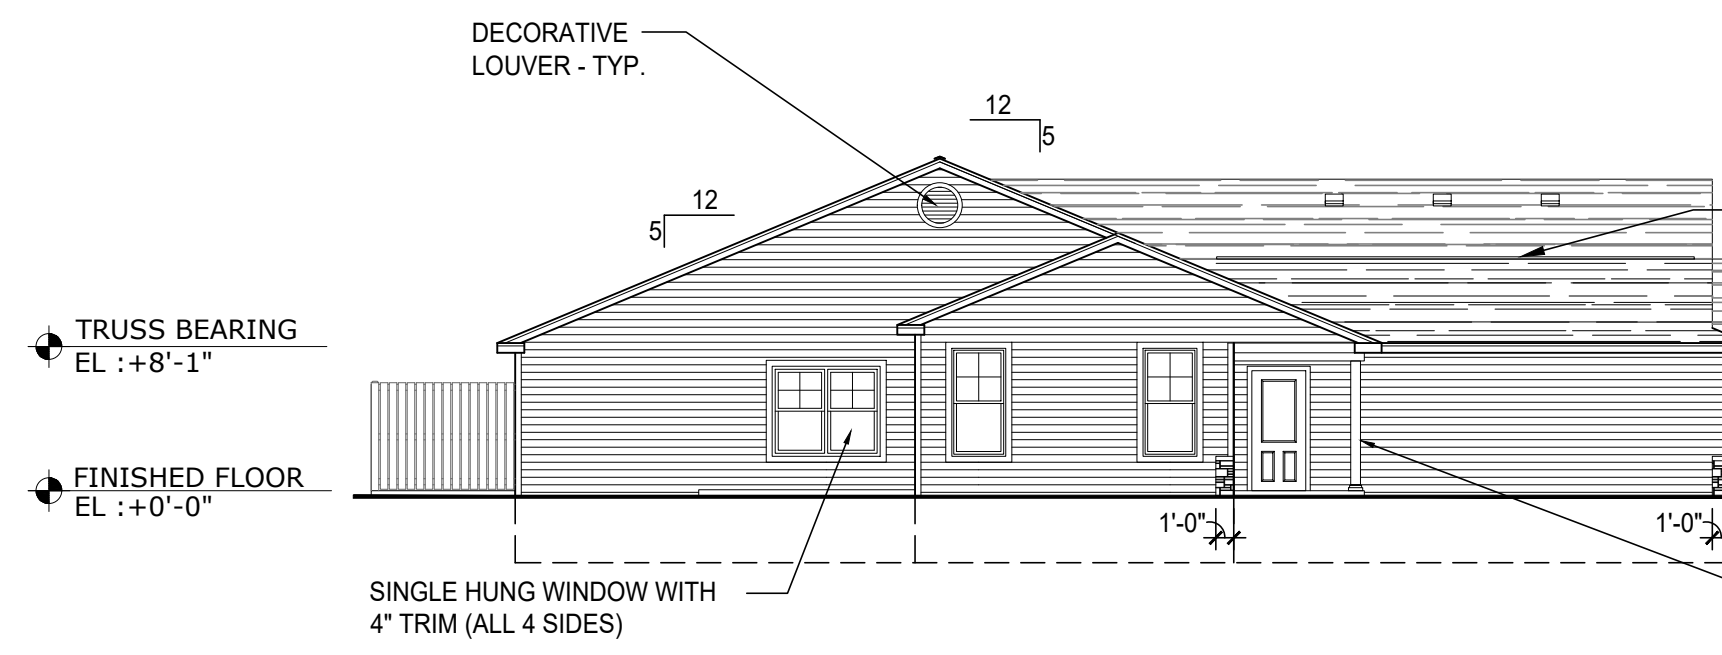 DECORATIVE
LOUVER - TYP.
12
5
12
5
TRUSS BEARING
EL :+8'-1"
FINISHED FLOOR
EL :+0'-0"
1'-0"
1'-0"
SINGLE HUNG WINDOW WITH
4" TRIM (ALL 4 SIDES)